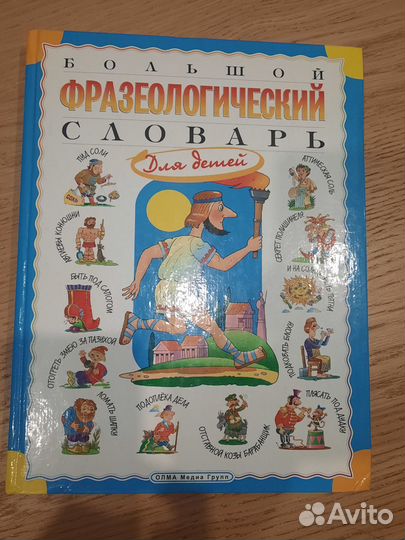 БОЛЬШОЙ
ФРАЗЕОЛОГИЧЕСКИЙ
СЛОВАРЬ
Для детей
ПУД СОЛИ
АТТИЧЕСКАЯ СОЛЬ
АВГИЕВЫ КОНЮШНИ
СЕКРЕТ ПОЛИШИНЕЛЯ
БЫТЬ ПОД САПОГОМ
И НА СОЛНЦЕ
ПЯТНА
ОТОГРЕТЬ ЗМЕЮ ЗА ПАЗУХОЙ
ПОДКОВАТЬ БЛОХУ
ЛОМАТЬ ШАПКУ
ПОДОПЛЁКА ДЕЛА
ОТСТАВНОЙ КОЗЫ БАРАБАНЩИК
ПЛЯСАТЬ ПОД ДУДКУ
ОЛМА Медиа Групп
Avito